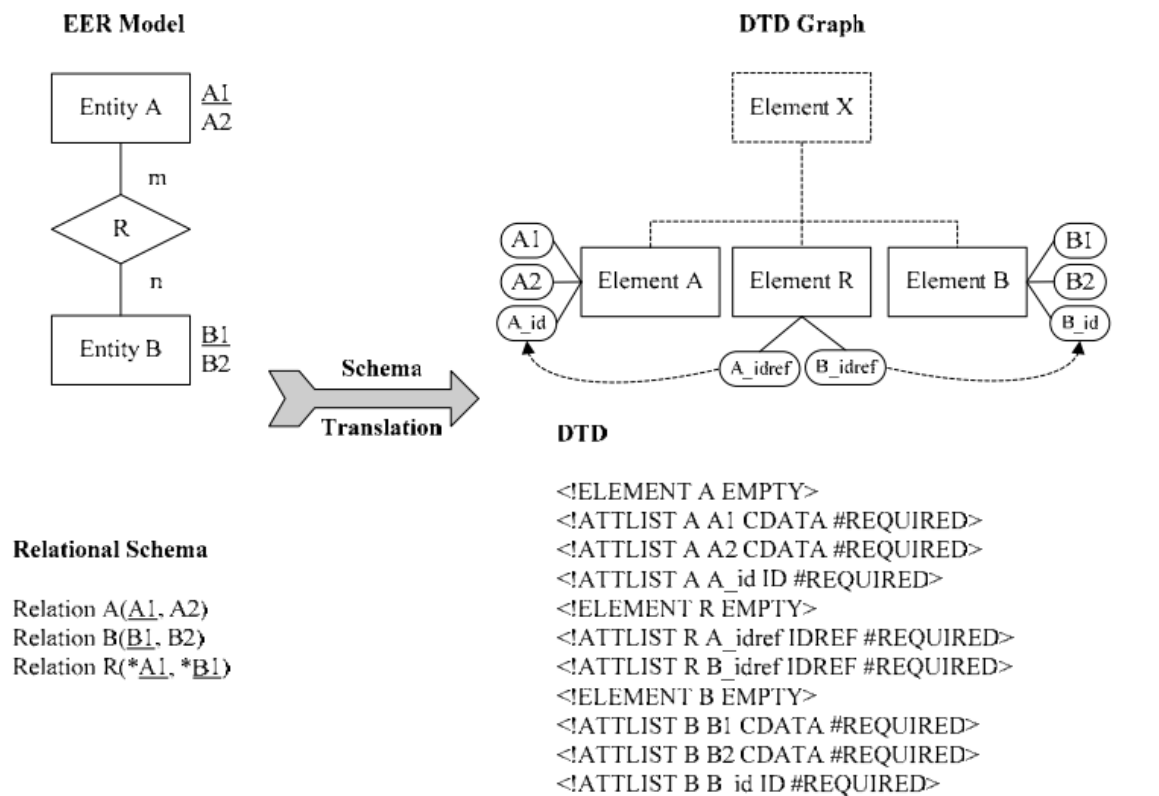 EER Model
Entity A
A1
A2
m
R
n
Entity B
B1
B2
Schema
Translation
Relational Schema
Relation A(A1, A2)
Relation B(B1, B2)
Relation R(*A1, *B1)
DTD Graph
Element X
A1
A2
A_id
Element A
Element R
Element B
B1
B2
B_id
A_idref
B_idref
DTD
<!ELEMENT A EMPTY>
<!ATTLIST A A1 CDATA #REQUIRED>
<!ATTLIST A A2 CDATA #REQUIRED>
<!ATTLIST A A_id ID #REQUIRED>
<!ELEMENT R EMPTY>
<!ATTLIST R A_idref IDREF #REQUIRED>
<!ATTLIST R B_idref IDREF #REQUIRED>
<!ELEMENT B EMPTY>
<!ATTLIST B B1 CDATA #REQUIRED>
<!ATTLIST B B2 CDATA #REQUIRED>
<!ATTLIST B B_id ID #REQUIRED>